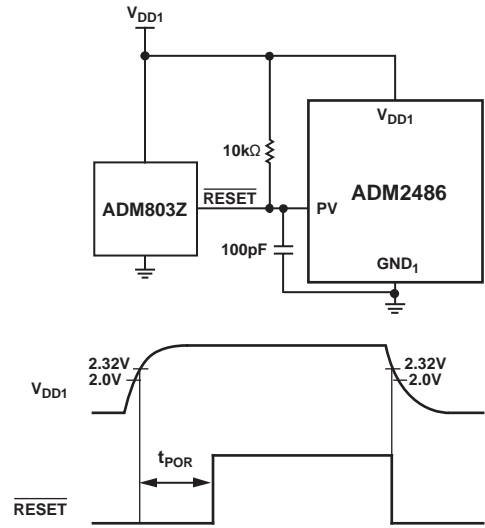 VDD1
VDD1
10kΩ
ADM2486
ADM803Z
RESET
PV
100pF
GND1
2.32V
2.0V
2.32V
2.0V
VDD1
tPOR
RESET